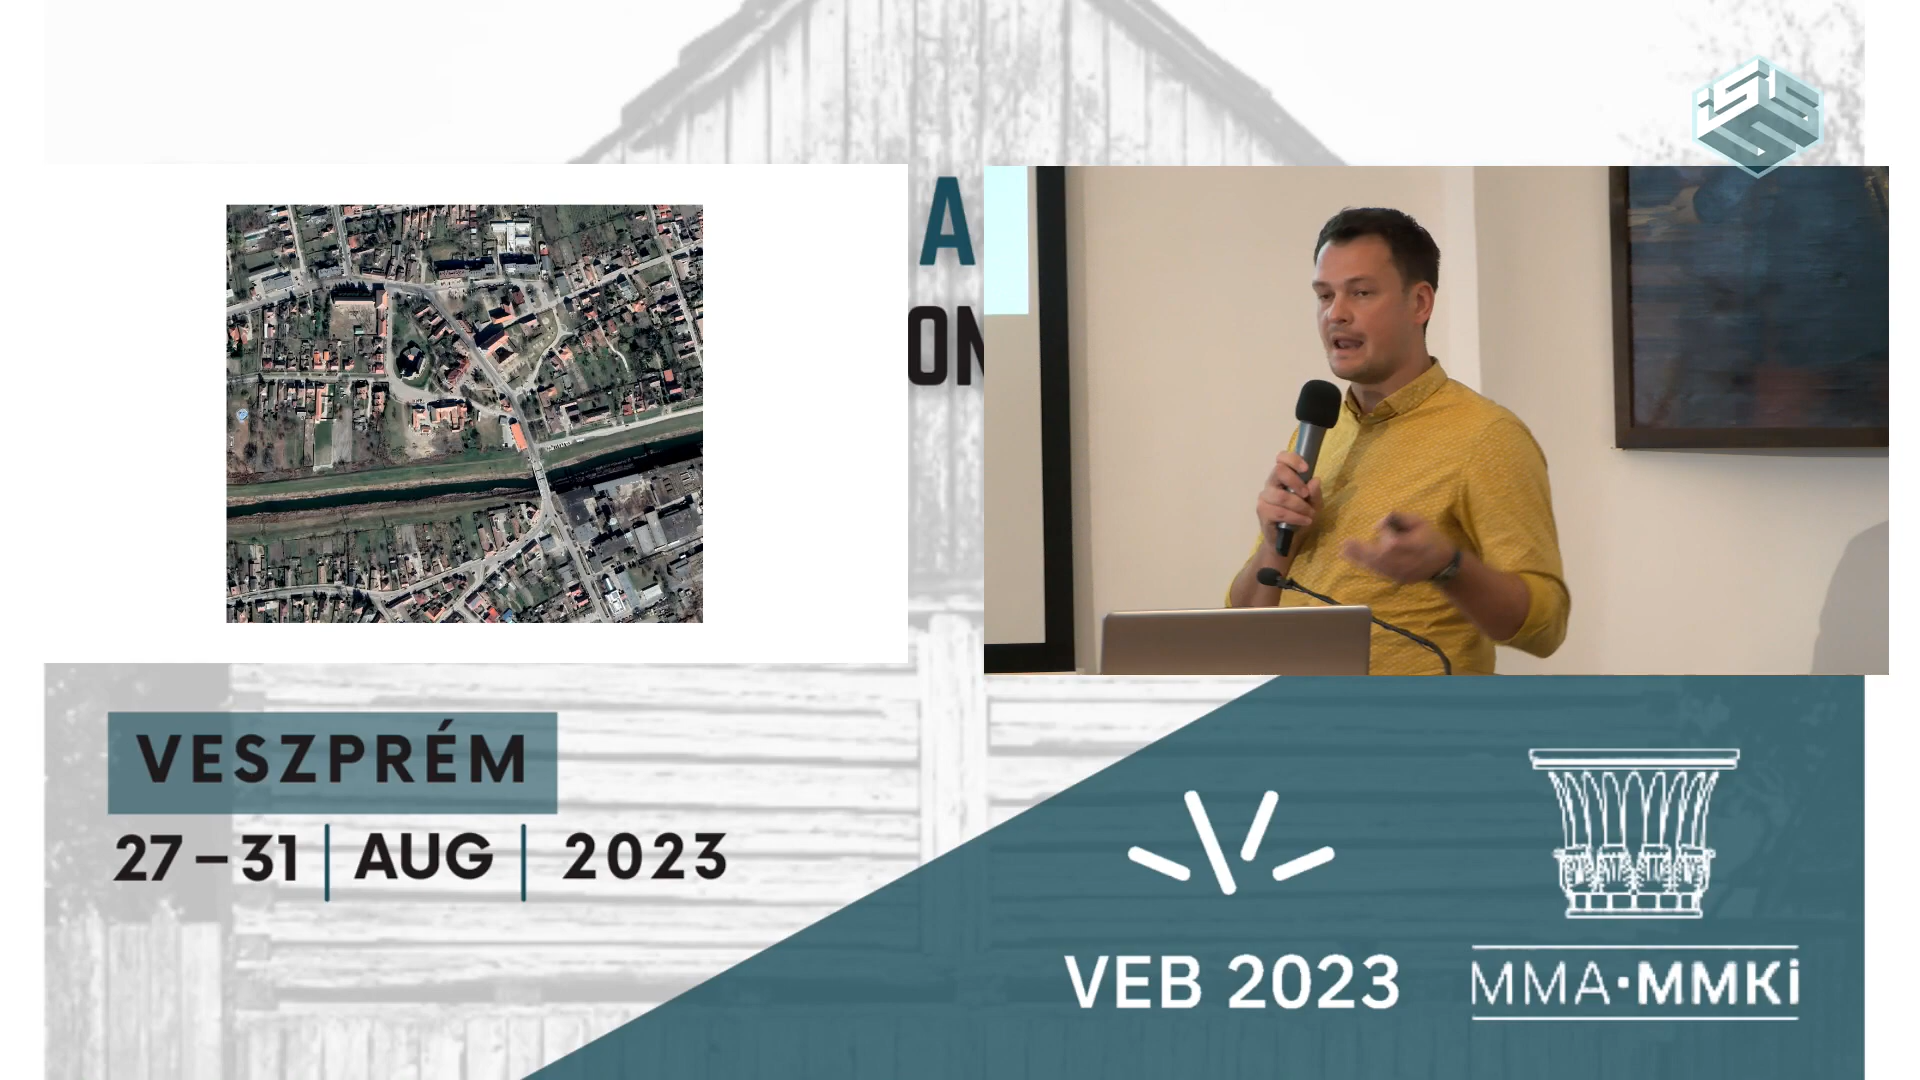 A
ON
VESZPRÉM
27–31 | AUG | 2023
VEB 2023
MMA·MMKi